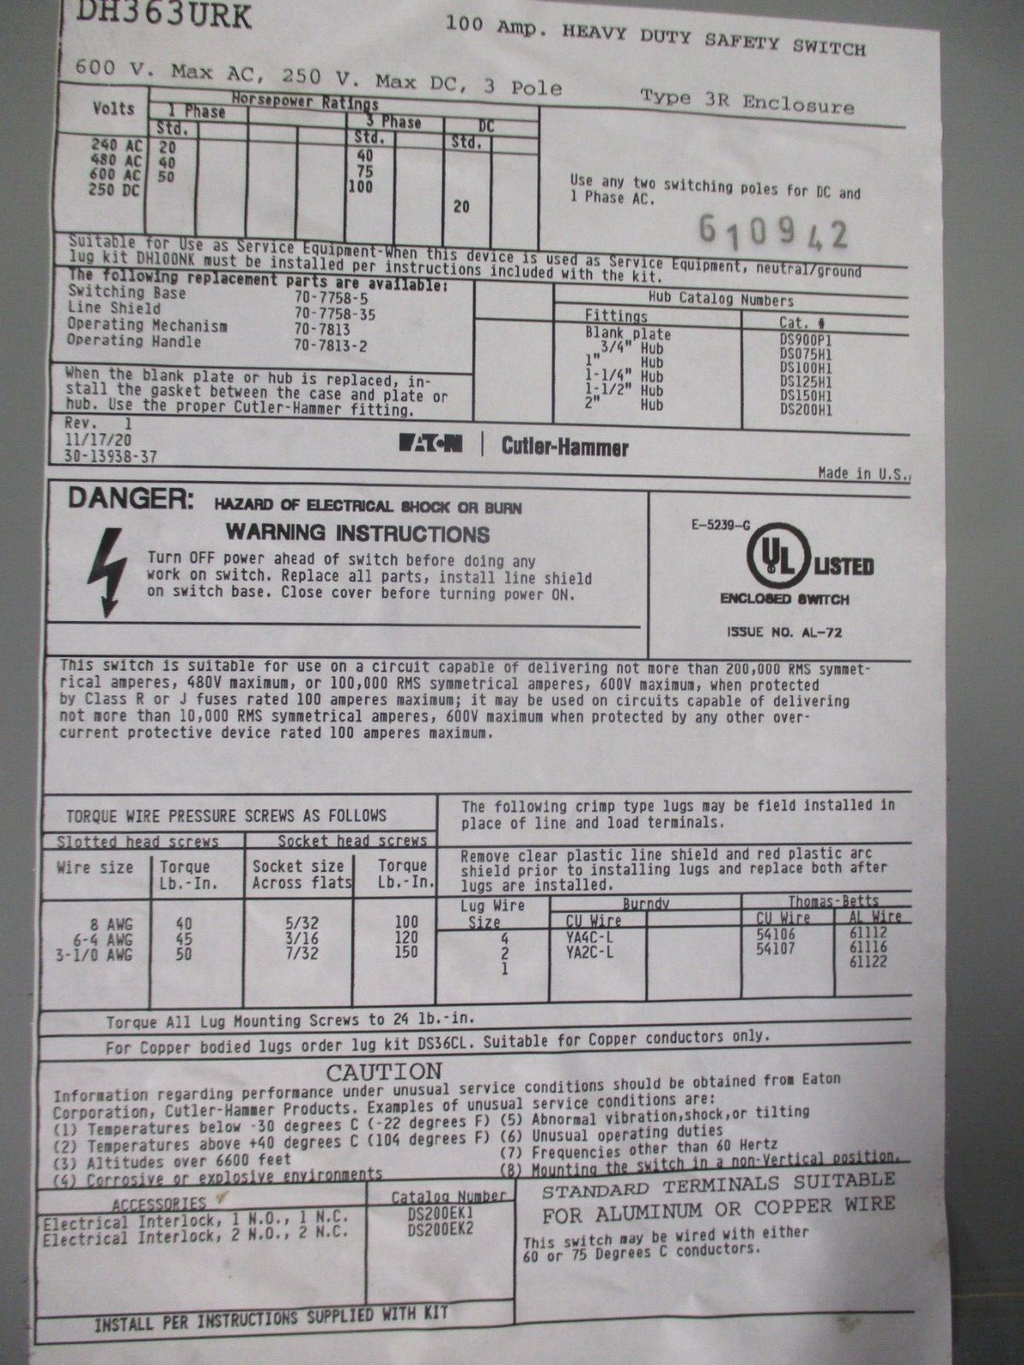 DH363URK
100 Amp. HEAVY DUTY SAFETY SWITCH
600 V. Max AC, 250 V. Max DC, 3 Pole
Type 3R Enclosure
Volts
Horsepower Ratings
1 Phase
3 Phase
DC
Std.
Std.
Std.
240 AC 20 40
480 AC 40 75
600 AC 50 100
250 DC 20
Use any two switching poles for DC and
1 Phase AC.
610942
Suitable for Use as Service Equipment-When this device is used as Service Equipment, neutral/ground
lug kit DH100NK must be installed per instructions included with the kit.
The following replacement parts are available:
Switching Base 70-7758-5
Line Shield 70-7758-35
Operating Mechanism 70-7813
Operating Handle 70-7813-2
Hub Catalog Numbers
Fittings Cat. #
Blank plate DS900P1
3/4" Hub DS075H1
1" Hub DS100H1
1-1/4" Hub DS125H1
1-1/2" Hub DS150H1
2" Hub DS200H1
When the blank plate or hub is replaced, in-
stall the gasket between the case and plate or
hub. Use the proper Cutler-Hammer fitting.
Rev. 1
11/17/20
30-13938-37
EATON | Cutler-Hammer
Made in U.S.
DANGER: HAZARD OF ELECTRICAL SHOCK OR BURN
WARNING INSTRUCTIONS
Turn OFF power ahead of switch before doing any
work on switch. Replace all parts, install line shield
on switch base. Close cover before turning power ON.
E-5239-G
UL LISTED
ENCLOSED SWITCH
ISSUE NO. AL-72
This switch is suitable for use on a circuit capable of delivering not more than 200,000 RMS symmet-
rical amperes, 480V maximum, or 100,000 RMS symmetrical amperes, 600V maximum, when protected
by Class R or J fuses rated 100 amperes maximum; it may be used on circuits capable of delivering
not more than 10,000 RMS symmetrical amperes, 600V maximum when protected by any other over-
current protective device rated 100 amperes maximum.
TORQUE WIRE PRESSURE SCREWS AS FOLLOWS
Slotted head screws Socket head screws
Wire size Torque Socket size Torque
Lb.-In. Across flats Lb.-In.
8 AWG 40 5/32 100
6-4 AWG 45 3/16 120
3-1/0 AWG 50 7/32 150
The following crimp type lugs may be field installed in
place of line and load terminals.
Remove clear plastic line shield and red plastic arc
shield prior to installing lugs and replace both after
lugs are installed.
Lug Wire Burndy Thomas-Betts
Size CU Wire CU Wire AL Wire
4 YA4C-L 54106 61112
2 YA2C-L 54107 61116
1 61122
Torque All Lug Mounting Screws to 24 lb.-in.
For Copper bodied lugs order lug kit DS36CL. Suitable for Copper conductors only.
CAUTION
Information regarding performance under unusual service conditions should be obtained from Eaton
Corporation, Cutler-Hammer Products. Examples of unusual service conditions are:
(1) Temperatures below -30 degrees C (-22 degrees F) (5) Abnormal vibration,shock,or tilting
(2) Temperatures above +40 degrees C (104 degrees F) (6) Unusual operating duties
(3) Altitudes over 6600 feet (7) Frequencies other than 60 Hertz
(4) Corrosive or explosive environments (8) Mounting the switch in a non-Vertical position.
ACCESSORIES Catalog Number
Electrical Interlock, 1 N.O., 1 N.C. DS200EK1
Electrical Interlock, 2 N.O., 2 N.C. DS200EK2
INSTALL PER INSTRUCTIONS SUPPLIED WITH KIT
STANDARD TERMINALS SUITABLE
FOR ALUMINUM OR COPPER WIRE
This switch may be wired with either
60 or 75 Degrees C conductors.